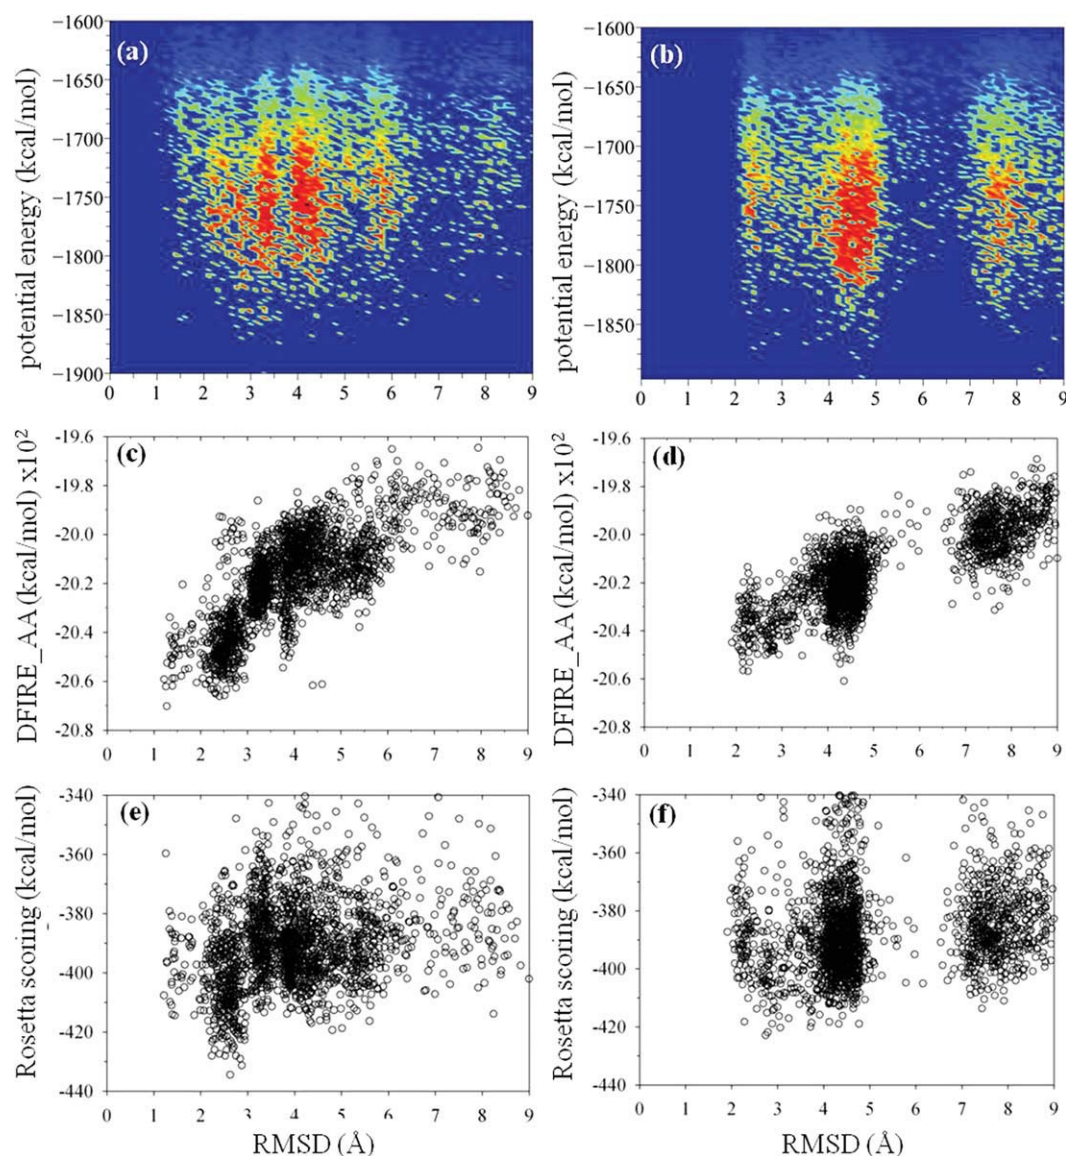 (a)
potential energy (kcal/mol)
−1600
−1650
−1700
−1750
−1800
−1850
−1900
0 1 2 3 4 5 6 7 8 9
(b)
potential energy (kcal/mol)
−1600
−1650
−1700
−1750
−1800
−1850
0 1 2 3 4 5 6 7 8 9
(c)
DFIRE_AA (kcal/mol) x10²
-19.6
-19.8
-20.0
-20.2
-20.4
-20.6
-20.8
0 1 2 3 4 5 6 7 8 9
(d)
DFIRE_AA (kcal/mol) x10²
-19.6
-19.8
-20.0
-20.2
-20.4
-20.6
-20.8
0 1 2 3 4 5 6 7 8 9
(e)
Rosetta scoring (kcal/mol)
-340
-360
-380
-400
-420
-440
0 1 2 3 4 5 6 7 8 9
RMSD (Å)
(f)
Rosetta scoring (kcal/mol)
-340
-360
-380
-400
-420
-440
0 1 2 3 4 5 6 7 8 9
RMSD (Å)